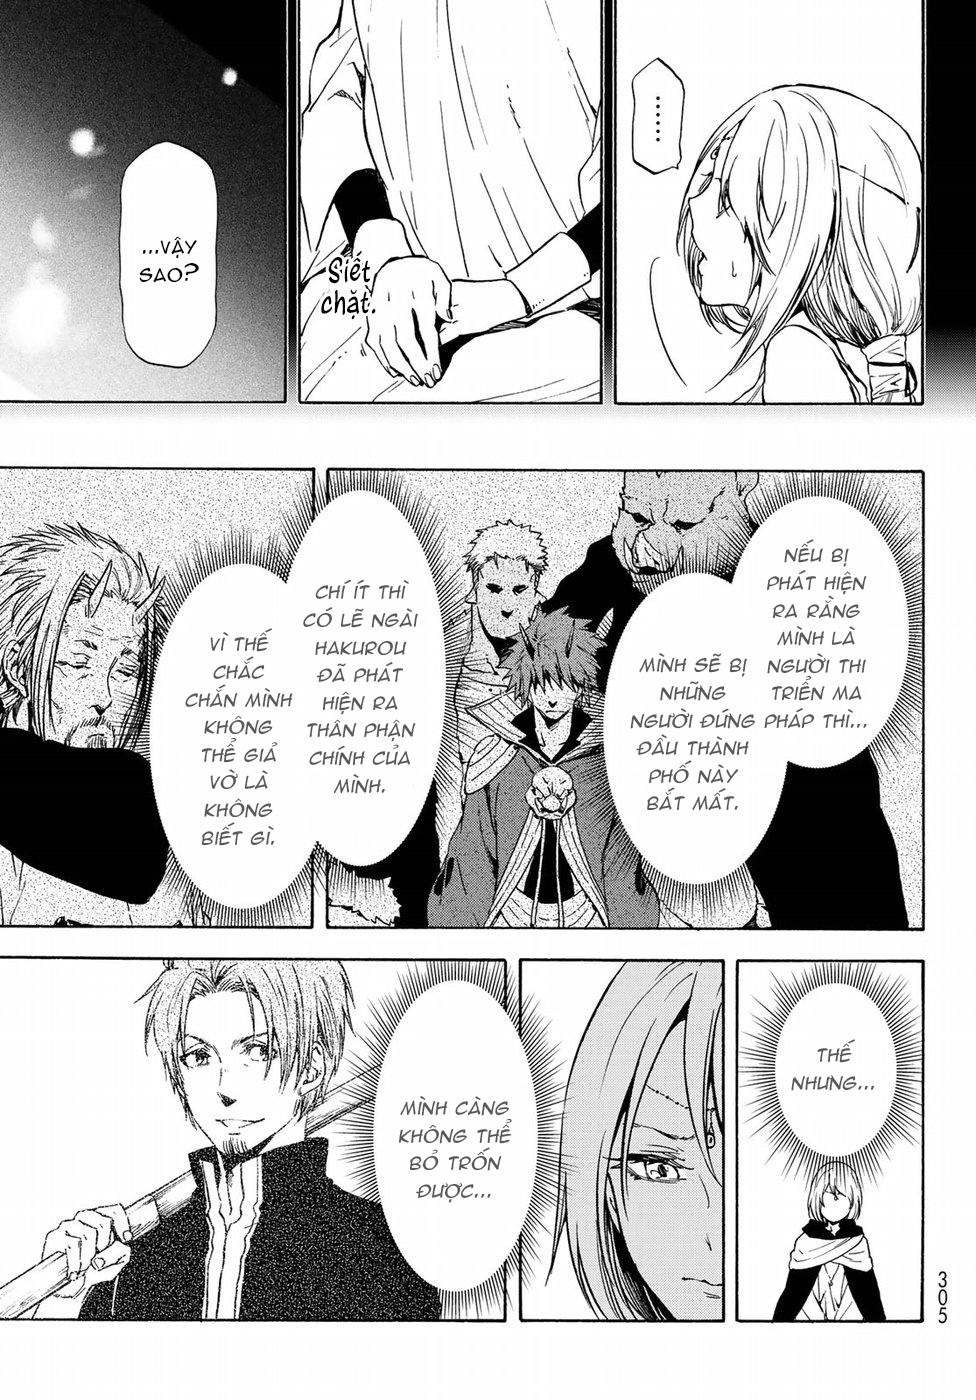 ......
Siết
chặt.
...Vậy
sao?
Nếu bị
phát hiện
ra rằng
mình là
người thi
triển ma
pháp thì...
Mình sẽ bị
những
người đứng
đầu thành
phố này
bắt mất.
Chí ít thì
có lẽ ngài
Hakurou
đã phát
hiện ra
thân phận
chính của
mình.
Vì thế
chắc
chắn mình
không
thể giả
vờ là
không
biết gì.
Thế
nhưng...
Mình càng
không thể
bỏ trốn
được...
305